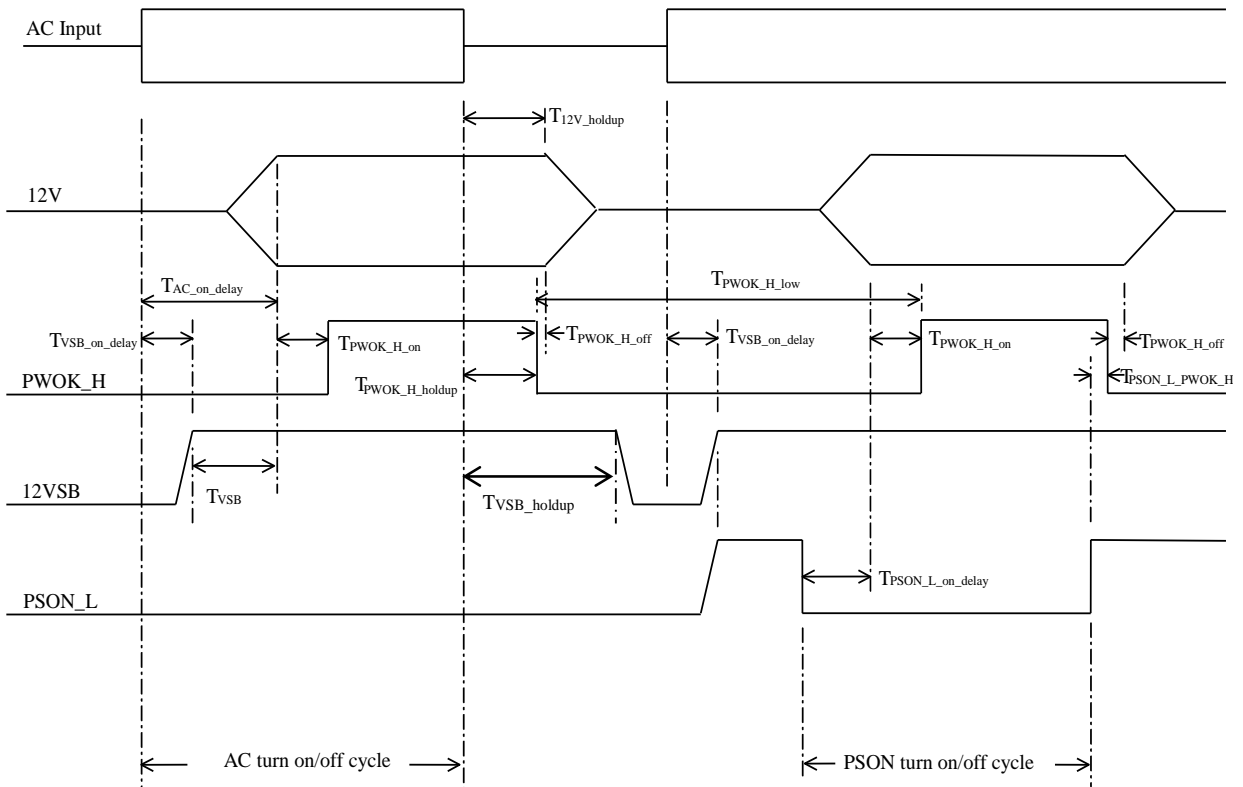 AC Input
T12V_holdup
12V
TAC_on_delay
TPWOK_H_low
TVSB_on_delay
TPWOK_H_on
TPWOK_H_off
TVSB_on_delay
TPWOK_H_on
TPWOK_H_off
PWOK_H
TPWOK_H_holdup
TPSON_L_PWOK_H
12VSB
TVSB
TVSB_holdup
TPSON_L_on_delay
PSON_L
AC turn on/off cycle
PSON turn on/off cycle